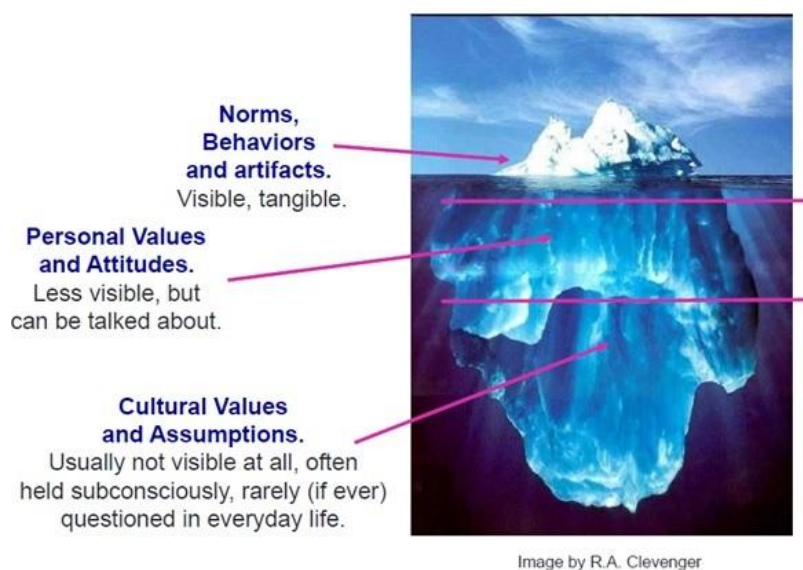 Norms,
Behaviors
and artifacts.
Visible, tangible.
Personal Values
and Attitudes.
Less visible, but
can be talked about.
Cultural Values
and Assumptions.
Usually not visible at all, often
held subconsciously, rarely (if ever)
questioned in everyday life.
Image by R.A. Clevenger